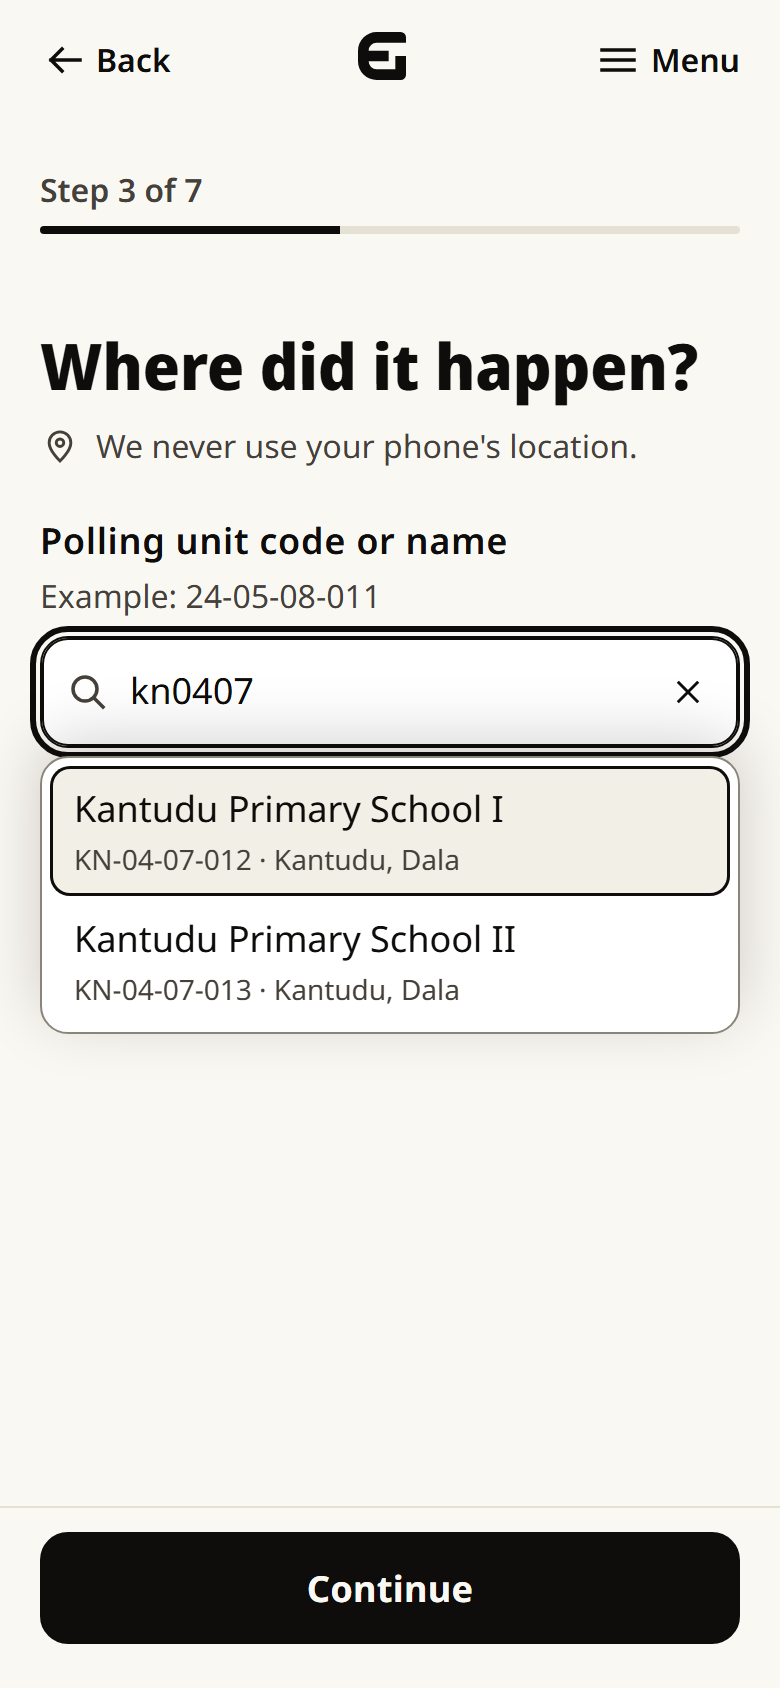 Back
Menu
Step 3 of 7
Where did it happen?
We never use your phone's location.
Polling unit code or name
Example: 24-05-08-011
kn0407
Kantudu Primary School I
KN-04-07-012 · Kantudu, Dala
Kantudu Primary School II
KN-04-07-013 · Kantudu, Dala
Continue